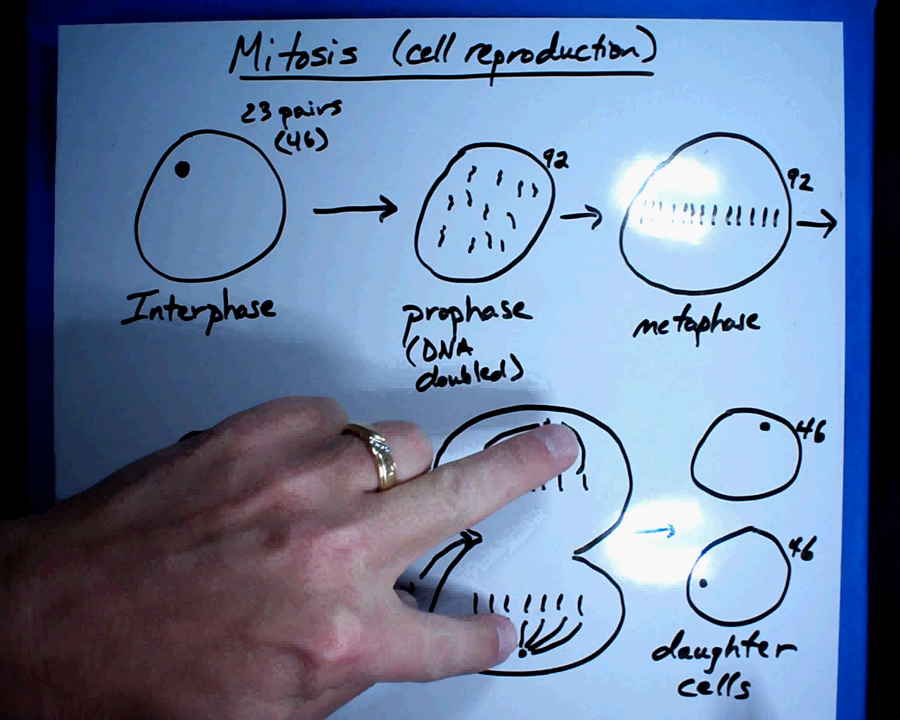 Mitosis (cell reproduction)
23 pairs
(46)
92
92
Interphase
prophase
(DNA
doubled)
metaphase
46
46
daughter
cells